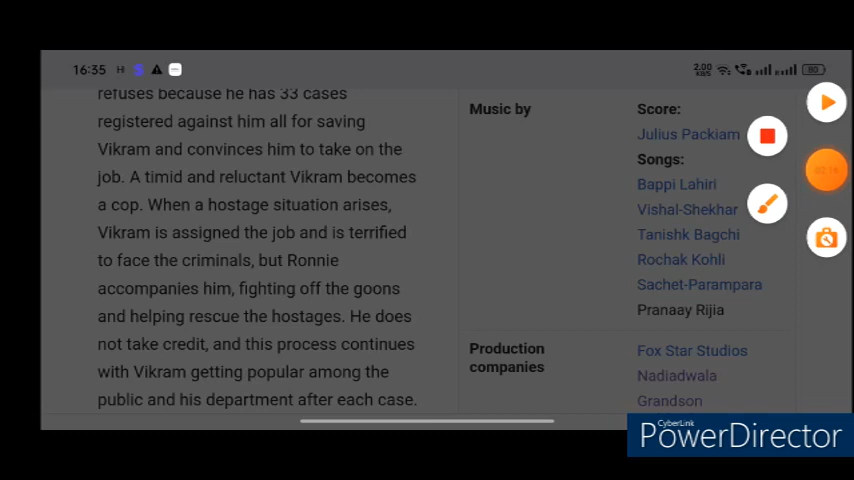 16:35 H S
2.00 KB/S 80
refuses because he has 33 cases
registered against him all for saving
Vikram and convinces him to take on the
job. A timid and reluctant Vikram becomes
a cop. When a hostage situation arises,
Vikram is assigned the job and is terrified
to face the criminals, but Ronnie
accompanies him, fighting off the goons
and helping rescue the hostages. He does
not take credit, and this process continues
with Vikram getting popular among the
public and his department after each case.
Music by
Score:
Julius Packiam
Songs:
Bappi Lahiri
Vishal-Shekhar
Tanishk Bagchi
Rochak Kohli
Sachet-Parampara
Pranaay Rijia
Production
companies
Fox Star Studios
Nadiadwala
Grandson
CyberLink
PowerDirector